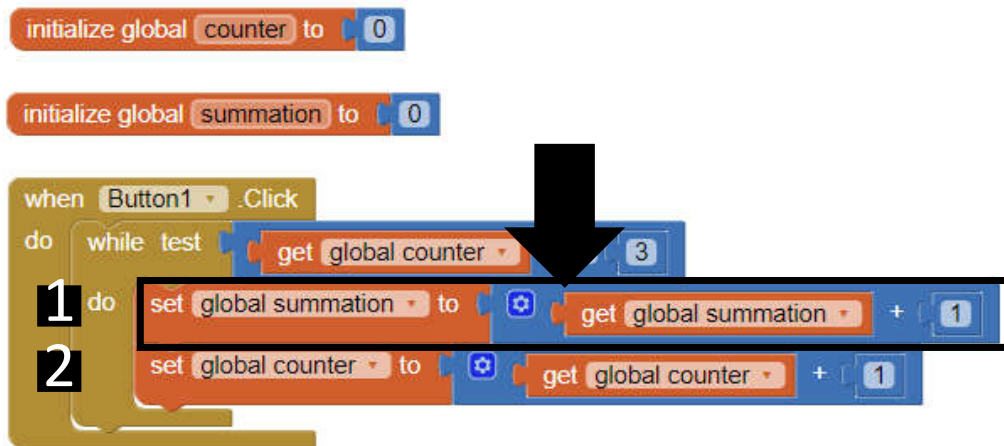 initialize global counter to 0
initialize global summation to 0
when Button1 .Click
do while test get global counter 3
1 do set global summation to get global summation + 1
2 set global counter to get global counter + 1